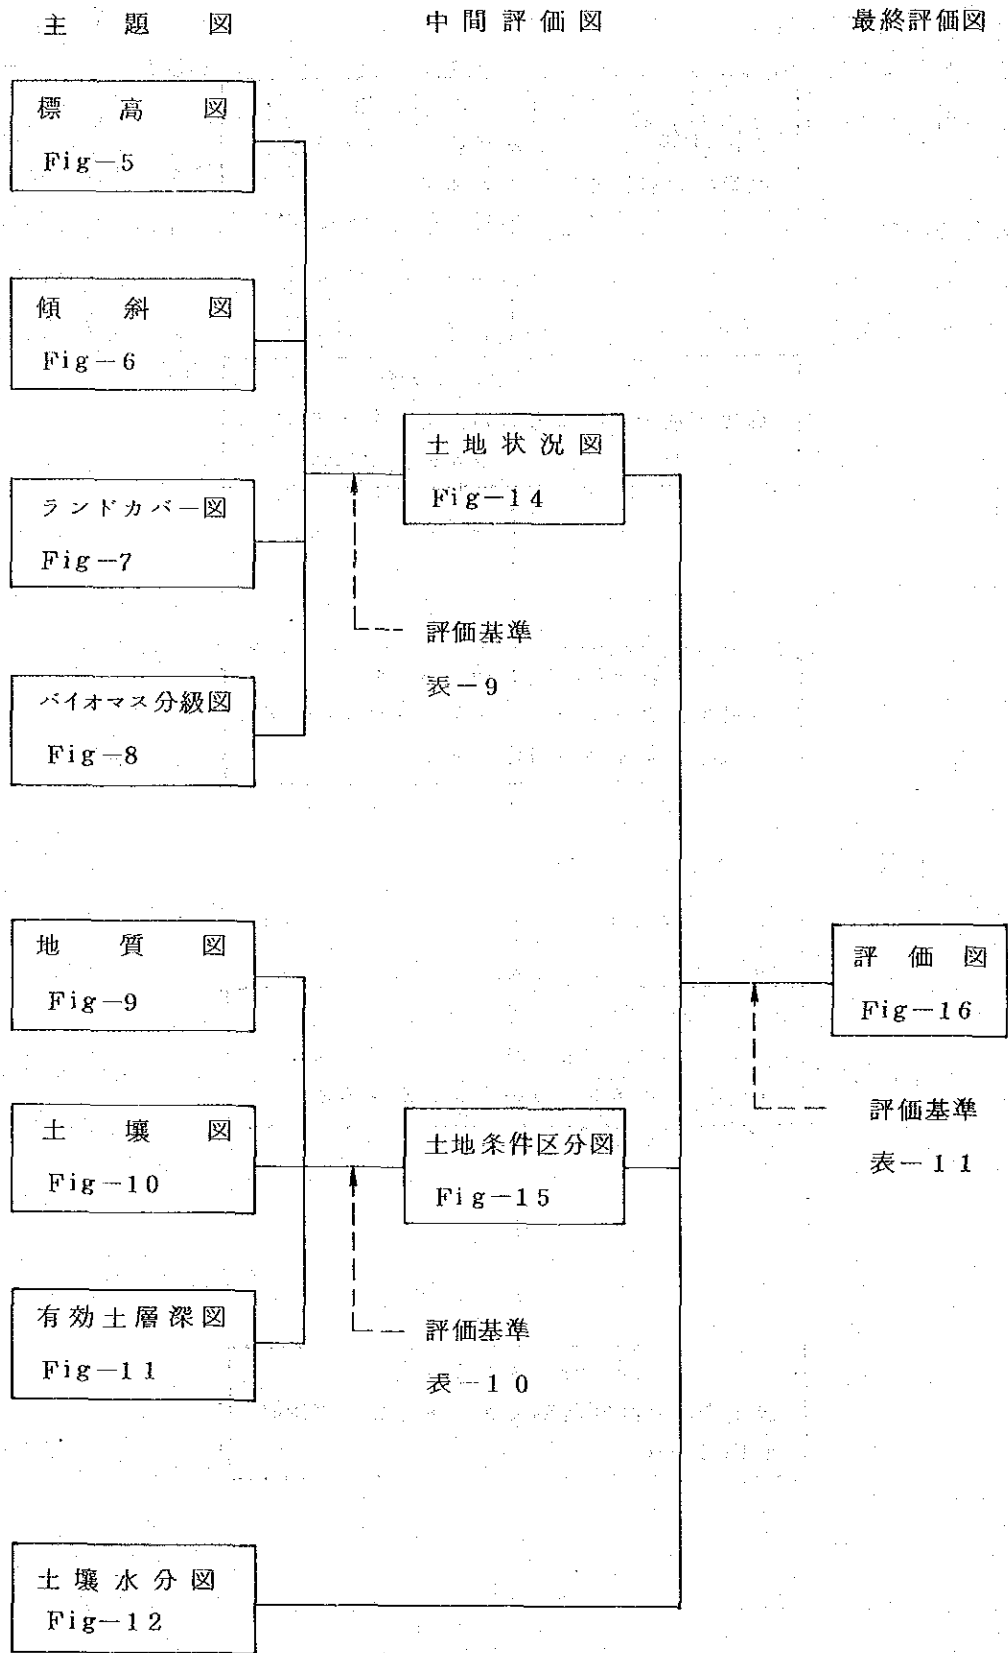 主題図
中間評価図
最終評価図
標高図
Fig-5
傾斜図
Fig-6
ランドカバー図
Fig-7
バイオマス分級図
Fig-8
土地状況図
Fig-14
評価基準
表-9
地質図
Fig-9
土壌図
Fig-10
有効土層深図
Fig-11
土地条件区分図
Fig-15
評価基準
表-10
評価図
Fig-16
評価基準
表-11
土壌水分図
Fig-12